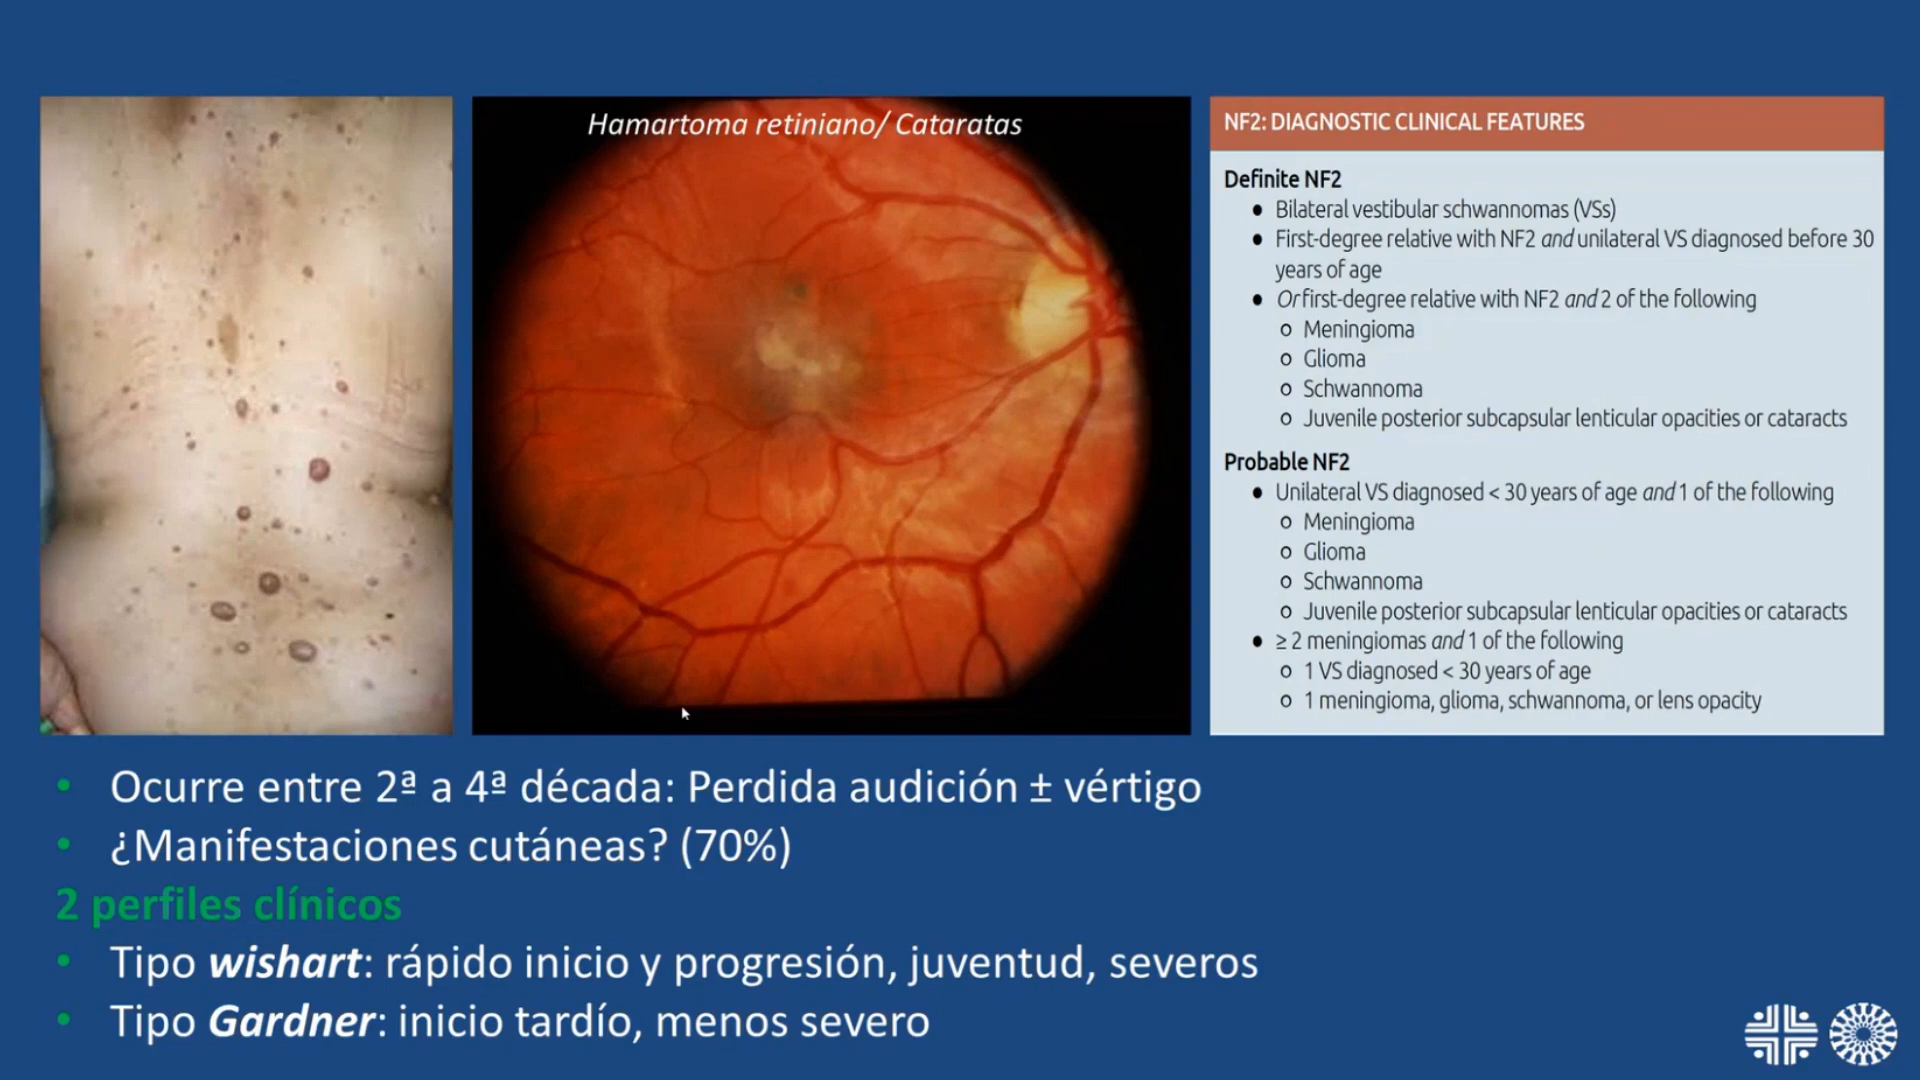 Hamartoma retiniano/ Cataratas
NF2: DIAGNOSTIC CLINICAL FEATURES
Definite NF2
● Bilateral vestibular schwannomas (VSs)
● First-degree relative with NF2 and unilateral VS diagnosed before 30
years of age
● Or first-degree relative with NF2 and 2 of the following
○ Meningioma
○ Glioma
○ Schwannoma
○ Juvenile posterior subcapsular lenticular opacities or cataracts
Probable NF2
● Unilateral VS diagnosed < 30 years of age and 1 of the following
○ Meningioma
○ Glioma
○ Schwannoma
○ Juvenile posterior subcapsular lenticular opacities or cataracts
● ≥ 2 meningiomas and 1 of the following
○ 1 VS diagnosed < 30 years of age
○ 1 meningioma, glioma, schwannoma, or lens opacity
• Ocurre entre 2ª a 4ª década: Perdida audición ± vértigo
• ¿Manifestaciones cutáneas? (70%)
2 perfiles clínicos
• Tipo wishart: rápido inicio y progresión, juventud, severos
• Tipo Gardner: inicio tardío, menos severo